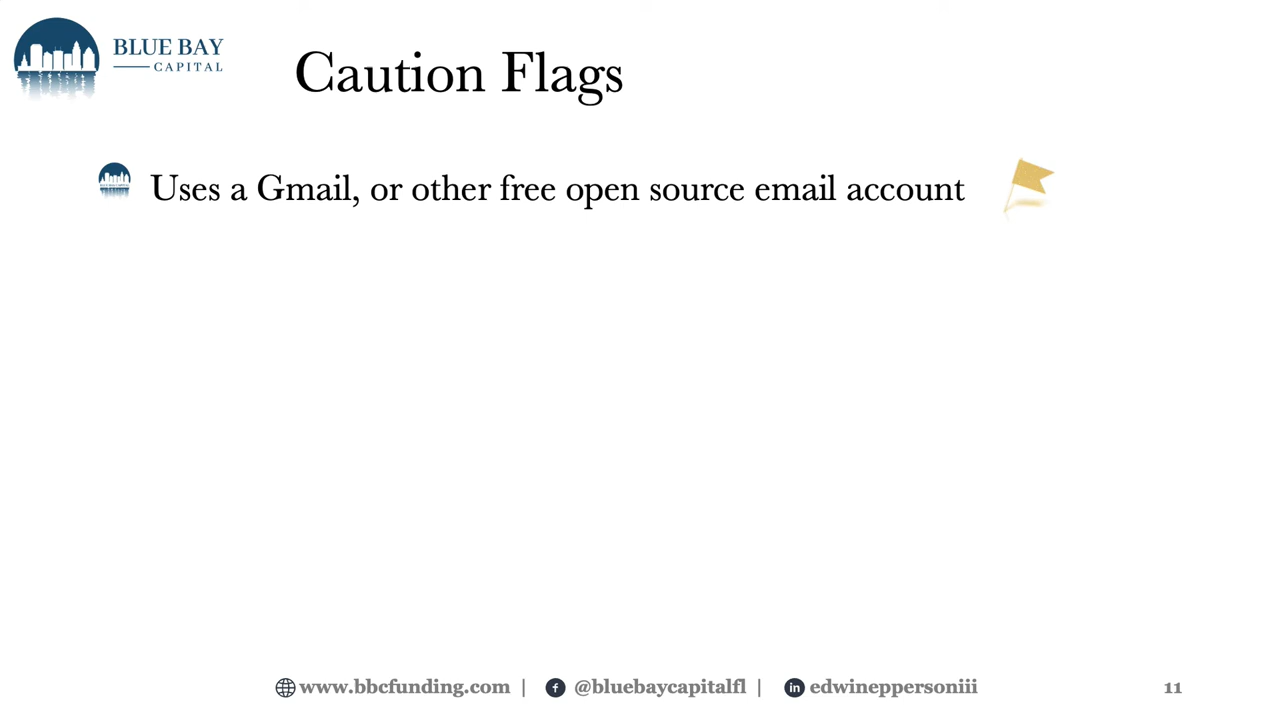 BLUE BAY
CAPITAL
Caution Flags
Uses a Gmail, or other free open source email account
www.bbcfunding.com | @bluebaycapitalfl | edwineppersoniii
11